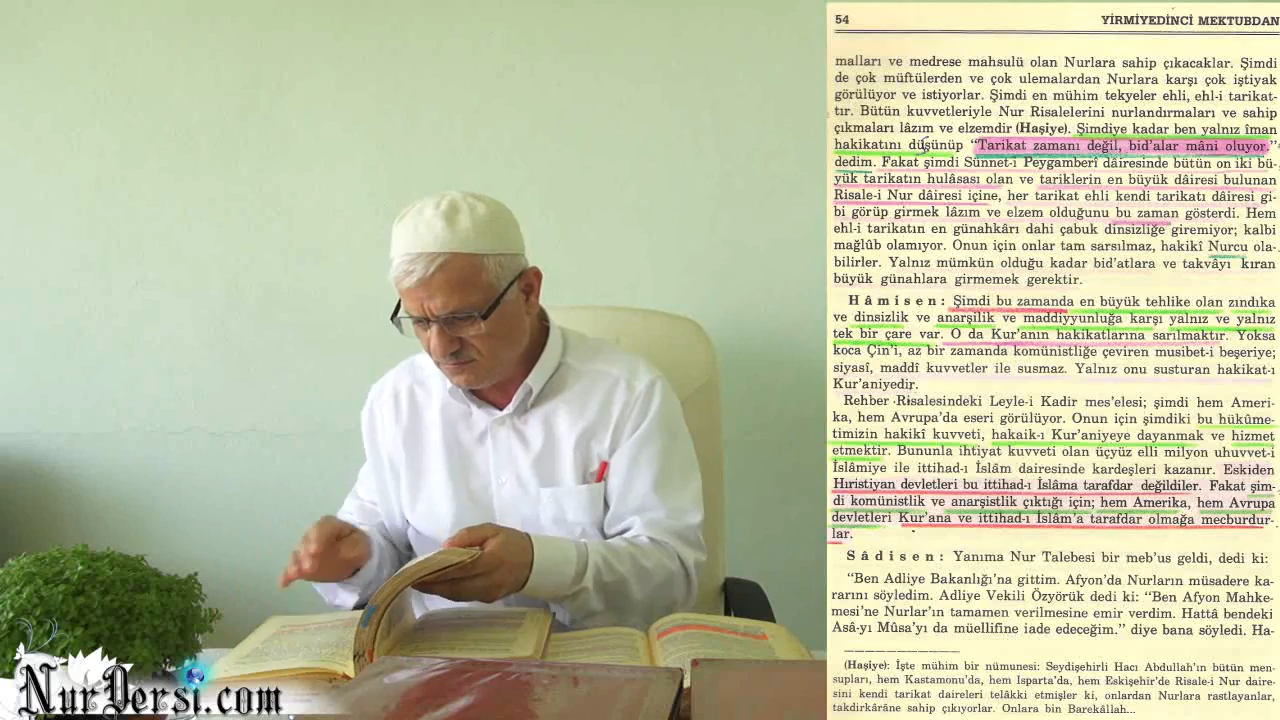 54 YİRMİYEDİNCİ MEKTUBDAN
malları ve medrese mahsulü olan Nurlara sahip çıkacaklar. Şimdi
de çok müftülerden ve çok ulemalardan Nurlara karşı çok iştiyak
görülüyor ve istiyorlar. Şimdi en mühim tekyeler ehli, ehl-i tarikat-
tır. Bütün kuvvetleriyle Nur Risalelerini nurlandırmaları ve sahip
çıkmaları lâzım ve elzemdir (Haşiye). Şimdiye kadar ben yalnız îman
hakikatını düşünüp "Tarikat zamanı değil, bid'alar mâni oluyor."
dedim. Fakat şimdi Sünnet-i Peygamberî dâiresinde bütün on iki bü-
yük tarikatın hulâsası olan ve tariklerin en büyük dâiresi bulunan
Risale-i Nur dâiresi içine, her tarikat ehli kendi tarikatı dâiresi gi-
bi görüp girmek lâzım ve elzem olduğunu bu zaman gösterdi. Hem
ehl-i tarikatın en günahkârı dahi çabuk dinsizliğe giremiyor; kalbi
mağlûb olamıyor. Onun için onlar tam sarsılmaz, hakikî Nurcu ola-
bilirler. Yalnız mümkün olduğu kadar bid'atlara ve takvâyı kıran
büyük günahlara girmemek gerektir.
Hâmisen: Şimdi bu zamanda en büyük tehlike olan zındıka
ve dinsizlik ve anarşilik ve maddiyyunluğa karşı yalnız ve yalnız
tek bir çare var. O da Kur'anın hakikatlarına sarılmaktır. Yoksa
koca Çin'i, az bir zamanda komünistliğe çeviren musibet-i beşeriye;
siyasî, maddî kuvvetler ile susmaz. Yalnız onu susturan hakikat-ı
Kur'aniyedir.
Rehber Risalesindeki Leyle-i Kadir mes'elesi; şimdi hem Ameri-
ka, hem Avrupa'da eseri görülüyor. Onun için şimdiki bu hükûme-
timizin hakikî kuvveti, hakaik-ı Kur'aniyeye dayanmak ve hizmet
etmektir. Bununla ihtiyat kuvveti olan üçyüz elli milyon uhuvvet-i
İslâmiye ile ittihad-ı İslâm dairesinde kardeşleri kazanır. Eskiden
Hıristiyan devletleri bu ittihad-ı İslâma tarafdar değildiler. Fakat şim-
di komünistlik ve anarşistlik çıktığı için; hem Amerika, hem Avrupa
devletleri Kur'ana ve ittihad-ı İslâm'a tarafdar olmağa mecburdur-
lar.
Sâdisen: Yanıma Nur Talebesi bir meb'us geldi, dedi ki:
"Ben Adliye Bakanlığı'na gittim. Afyon'da Nurların müsadere ka-
rarını söyledim. Adliye Vekili Özyörük dedi ki: "Ben Afyon Mahke-
mesi'ne Nurlar'ın tamamen verilmesine emir verdim. Hattâ bendeki
Asâ-yı Mûsa'yı da müellifine iade edeceğim." diye bana söyledi. Ha-
(Haşiye): İşte mühim bir nümunesi: Seydişehirli Hacı Abdullah'ın bütün men-
supları, hem Kastamonu'da, hem Isparta'da, hem Eskişehir'de Risale-i Nur daire-
sini kendi tarikat daireleri telâkki etmişler ki, onlardan Nurlara rastlayanlar,
takdirkârâne sahip çıkıyorlar. Onlara bin Barekâllah...
NurDersi.com